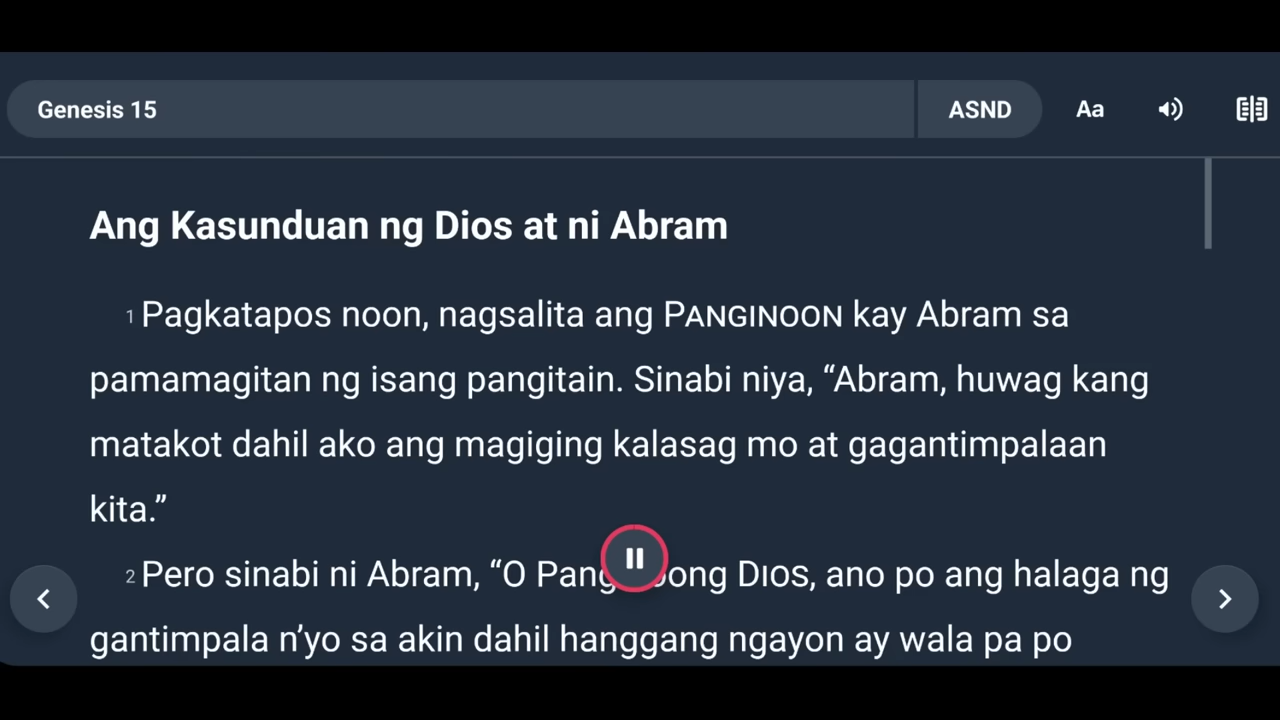 Genesis 15
ASND
Aa
Ang Kasunduan ng Dios at ni Abram
1 Pagkatapos noon, nagsalita ang PANGINOON kay Abram sa
pamamagitan ng isang pangitain. Sinabi niya, “Abram, huwag kang
matakot dahil ako ang magiging kalasag mo at gagantimpalaan
kita.”
2 Pero sinabi ni Abram, “O DIOS, ano po ang halaga ng
gantimpala n’yo sa akin dahil hanggang ngayon ay wala pa po